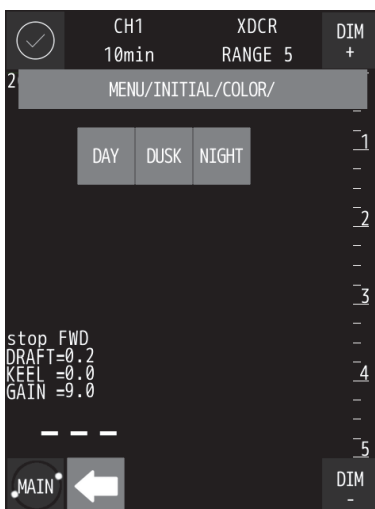 CH1 XDCR DIM
10min RANGE 5 +
2
MENU/INITIAL/COLOR/
1
DAY DUSK NIGHT
2
3
stop FWD
DRAFT=0.2
KEEL =0.0
4
GAIN =9.0
– – –
5
MAIN DIM
-